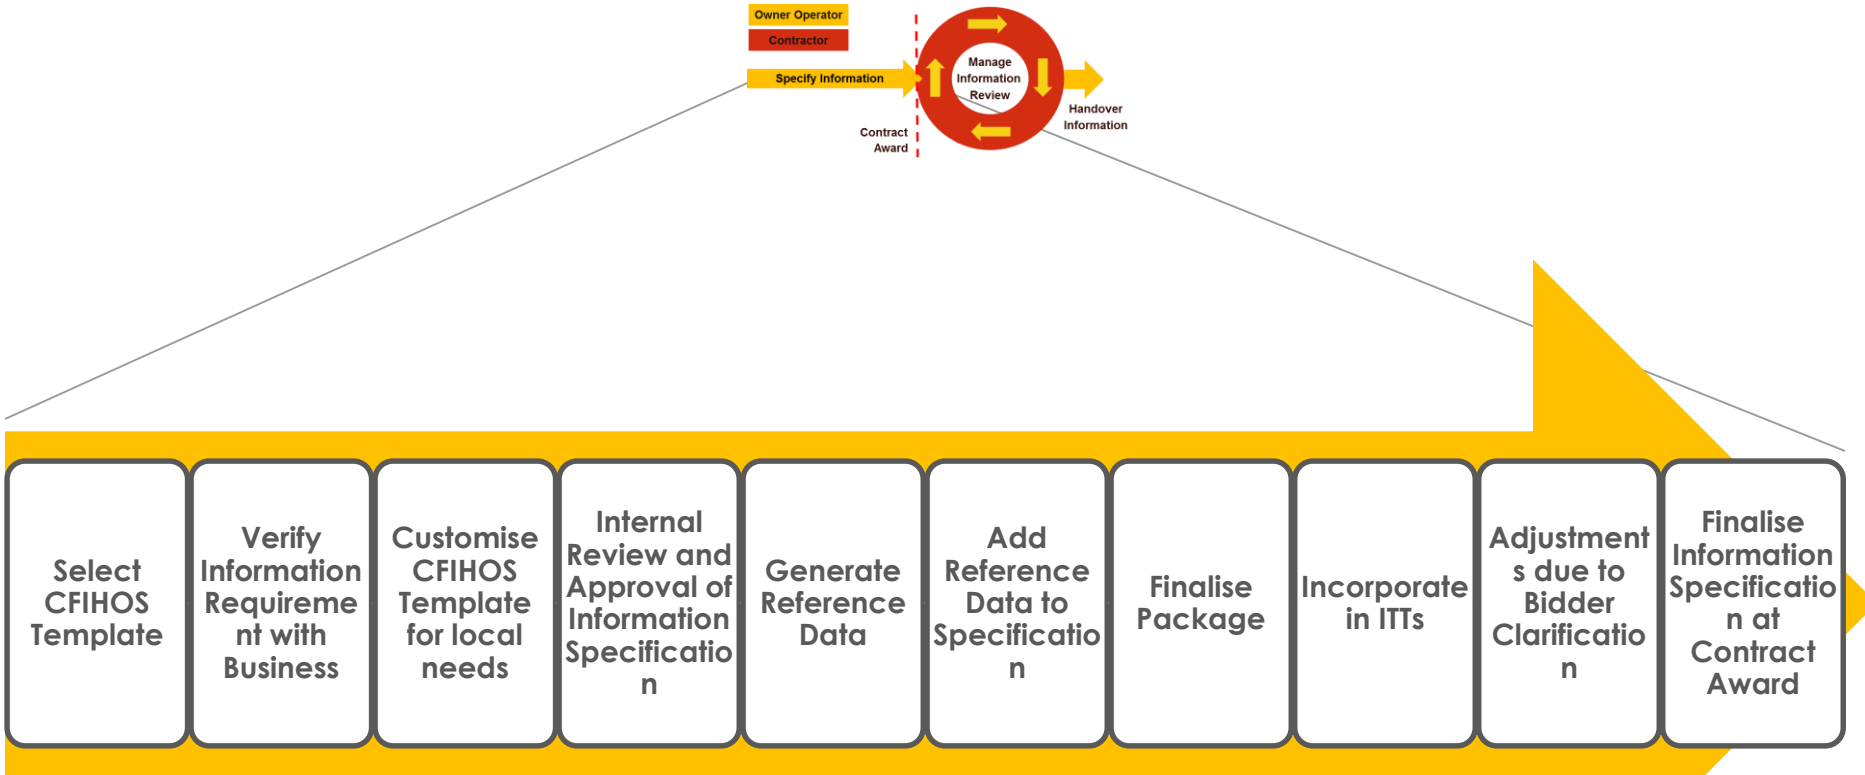 Owner Operator
Contractor
Specify Information
Manage
Information
Review
Handover
Information
Contract
Award
Select
CFIHOS
Template
Verify
Information
Requireme
nt with
Business
Customise
CFIHOS
Template
for local
needs
Internal
Review and
Approval of
Information
Specificatio
n
Generate
Reference
Data
Add
Reference
Data to
Specificatio
n
Finalise
Package
Incorporate
in ITTs
Adjustment
s due to
Bidder
Clarificatio
n
Finalise
Information
Specificatio
n at
Contract
Award